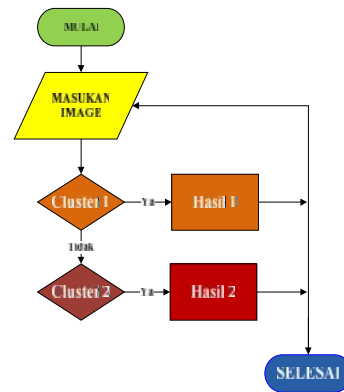 MULAI
MASUKAN
IMAGE
Cluster 1
Ya
Hasil 1
Tidak
Cluster 2
Ya
Hasil 2
SELESAI